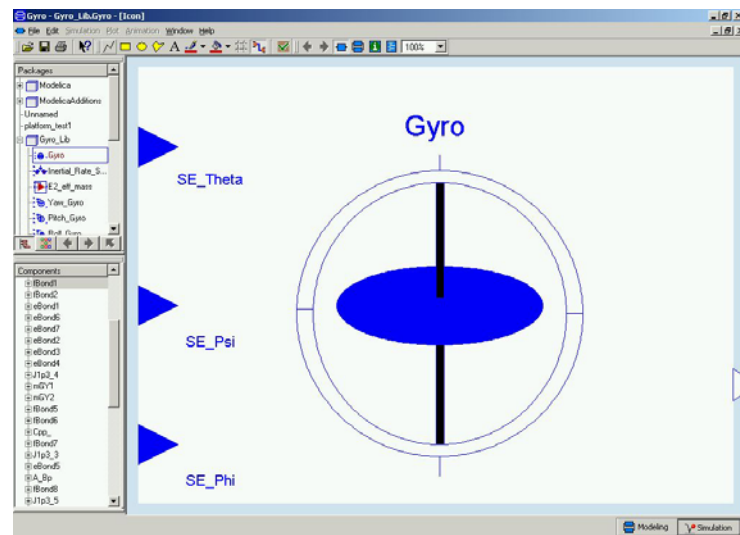 Gyro - Gyro_Lib.Gyro - [Icon]
File Edit Simulation Plot Animation Window Help
100%
Packages
Modelica
ModelicaAdditions
Unnamed
platform_test1
Gyro_Lib
Gyro
Inertial_Rate_S...
E2_eff_mass
Yaw_Gyro
Pitch_Gyro
Roll_Gyro
Components
fBond1
fBond2
eBond1
eBond6
eBond7
eBond2
eBond3
eBond4
J1p3_4
mGY1
mGY2
fBond5
fBond6
Cpp_
fBond7
J1p3_3
eBond5
A_Bp
fBond8
J1p3_5
Gyro
SE_Theta
SE_Psi
SE_Phi
Modeling
Simulation